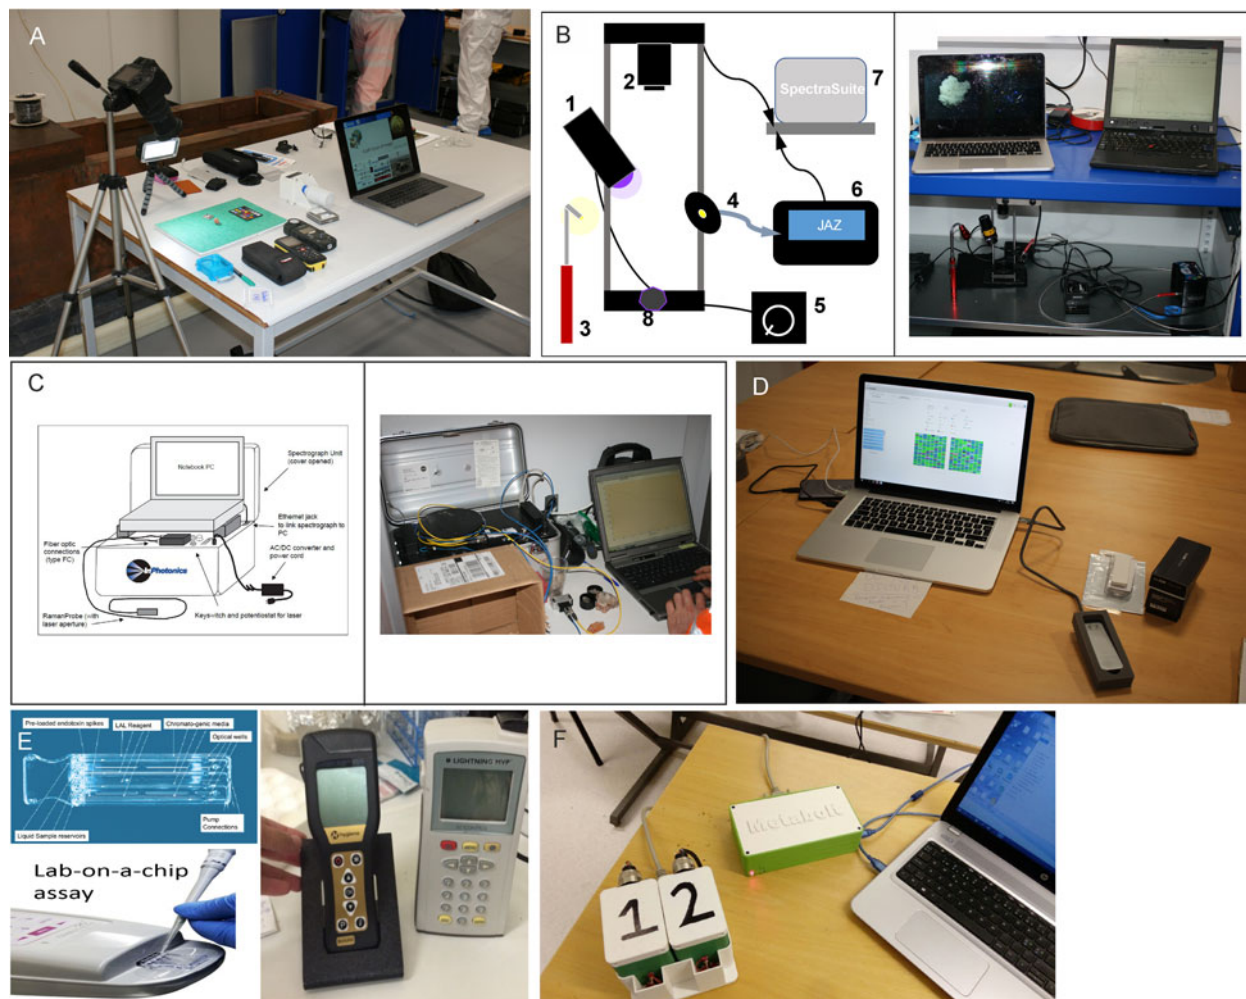 A
B
1
2
3
4
5
6
7
8
SpectraSuite
JAZ
C
Notebook PC
Spectrograph Unit
(cover opened)
Ethernet jack
to link spectrograph to
PC
Fiber optic
connections
(type FC)
AC/DC converter and
power cord
InPhotonics
RamanProbe (with
laser aperture)
Keyswitch and potentiostat for laser
D
E
Pre-loaded endotoxin spikes
LAL Reagent
Chromato-genic media
Optical wells
Pump
Connections
Liquid Sample reservoirs
Lab-on-a-chip
assay
hygiena
LIGHTNING MVP
F
Metabolt
1
2